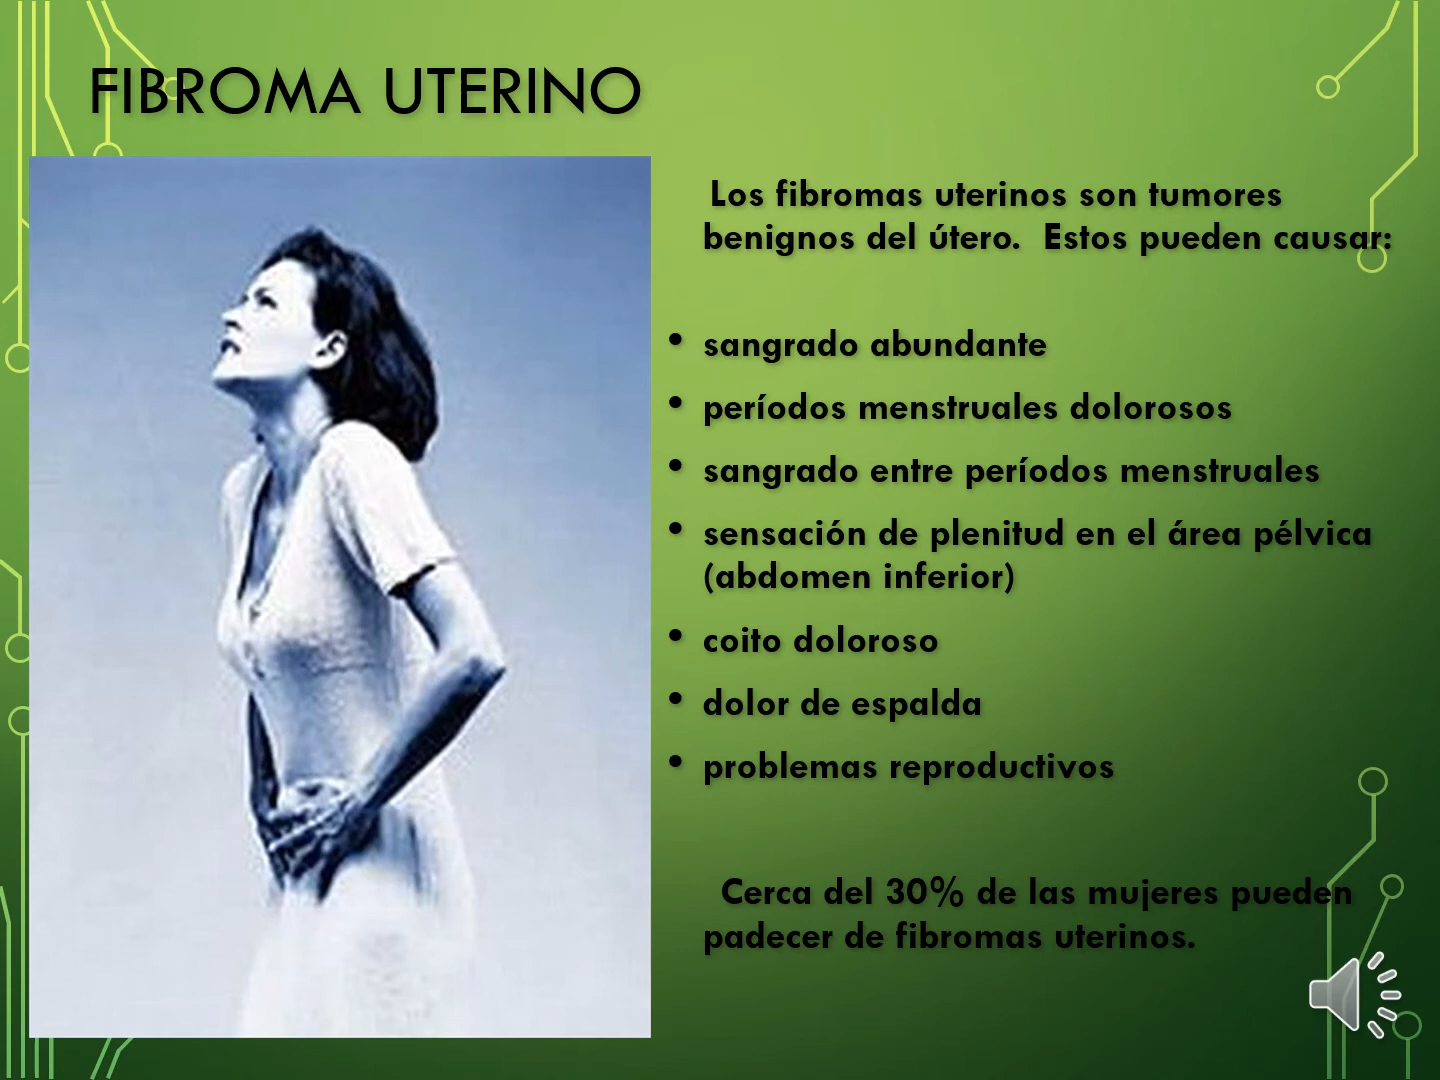 FIBROMA UTERINO
Los fibromas uterinos son tumores
benignos del útero.  Estos pueden causar:
• sangrado abundante
• períodos menstruales dolorosos
• sangrado entre períodos menstruales
• sensación de plenitud en el área pélvica
(abdomen inferior)
• coito doloroso
• dolor de espalda
• problemas reproductivos
Cerca del 30% de las mujeres pueden
padecer de fibromas uterinos.